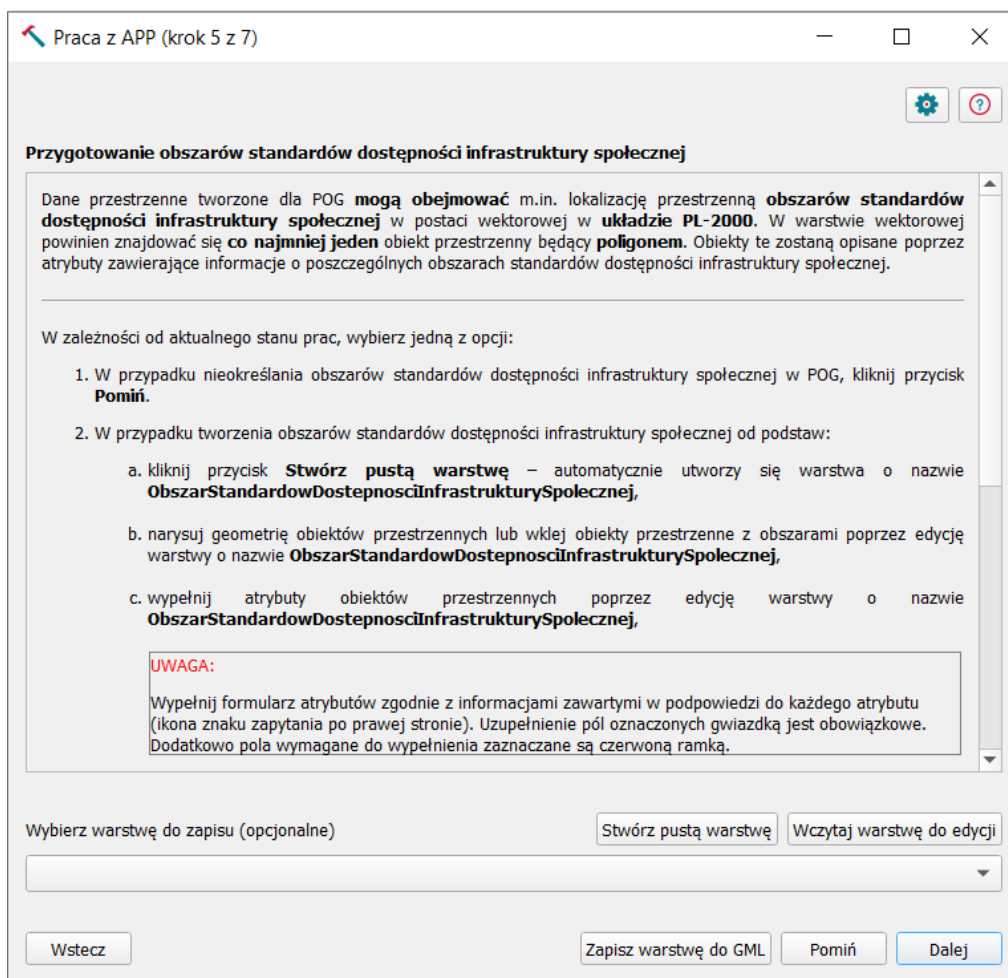 Praca z APP (krok 5 z 7)
Przygotowanie obszarów standardów dostępności infrastruktury społecznej
Dane przestrzenne tworzone dla POG mogą obejmować m.in. lokalizację przestrzenną obszarów standardów
dostępności infrastruktury społecznej w postaci wektorowej w układzie PL-2000. W warstwie wektorowej
powinien znajdować się co najmniej jeden obiekt przestrzenny będący poligonem. Obiekty te zostaną opisane poprzez
atrybuty zawierające informacje o poszczególnych obszarach standardów dostępności infrastruktury społecznej.
W zależności od aktualnego stanu prac, wybierz jedną z opcji:
1. W przypadku nieokreślania obszarów standardów dostępności infrastruktury społecznej w POG, kliknij przycisk
Pomiń.
2. W przypadku tworzenia obszarów standardów dostępności infrastruktury społecznej od podstaw:
a. kliknij przycisk Stwórz pustą warstwę – automatycznie utworzy się warstwa o nazwie
ObszarStandardowDostepnosciInfrastrukturySpolecznej,
b. narysuj geometrię obiektów przestrzennych lub wklej obiekty przestrzenne z obszarami poprzez edycję
warstwy o nazwie ObszarStandardowDostepnosciInfrastrukturySpolecznej,
c. wypełnij atrybuty obiektów przestrzennych poprzez edycję warstwy o nazwie
ObszarStandardowDostepnosciInfrastrukturySpolecznej,
UWAGA:
Wypełnij formularz atrybutów zgodnie z informacjami zawartymi w podpowiedzi do każdego atrybutu
(ikona znaku zapytania po prawej stronie). Uzupełnienie pól oznaczonych gwiazdką jest obowiązkowe.
Dodatkowo pola wymagane do wypełnienia zaznaczane są czerwoną ramką.
Wybierz warstwę do zapisu (opcjonalne)
Stwórz pustą warstwę
Wczytaj warstwę do edycji
Wstecz
Zapisz warstwę do GML
Pomiń
Dalej